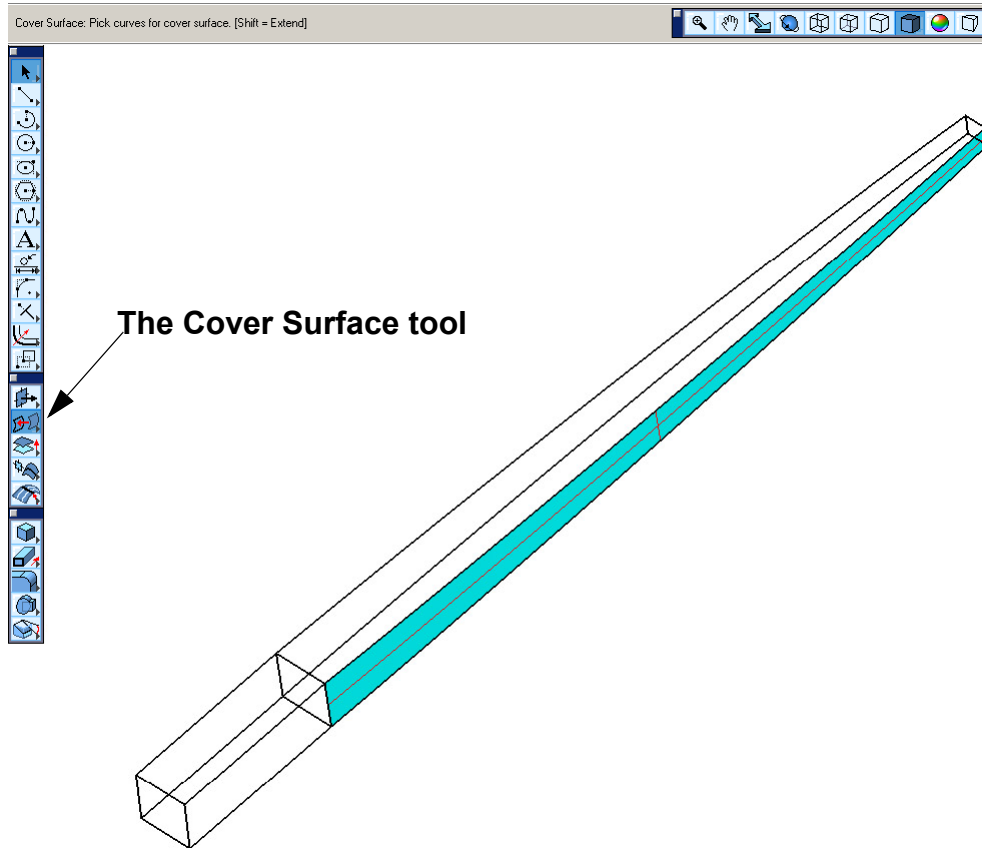 Cover Surface: Pick curves for cover surface. [Shift = Extend]
A
The Cover Surface tool